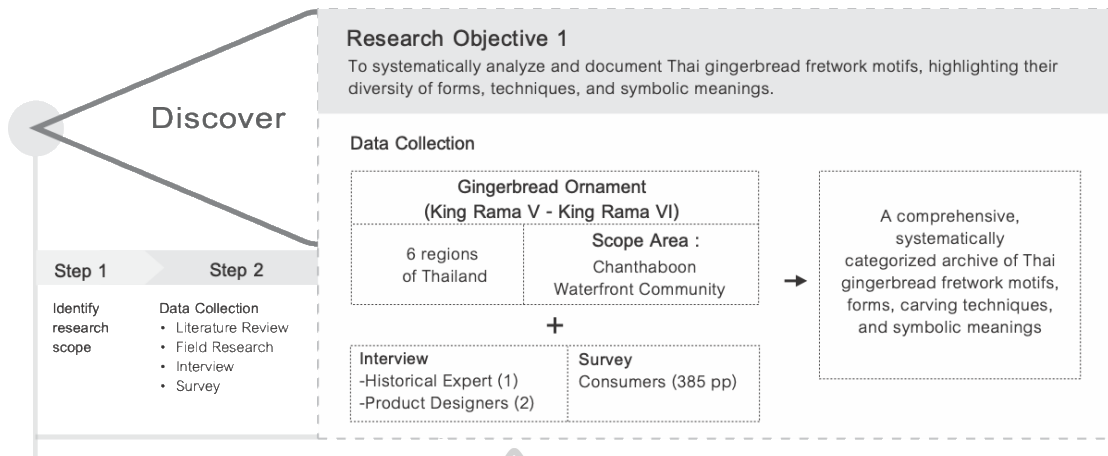 Discover
Step 1
Identify
research
scope
Step 2
Data Collection
• Literature Review
• Field Research
• Interview
• Survey
Research Objective 1
To systematically analyze and document Thai gingerbread fretwork motifs, highlighting their
diversity of forms, techniques, and symbolic meanings.
Data Collection
Gingerbread Ornament
(King Rama V - King Rama VI)
6 regions
of Thailand
Scope Area :
Chanthaboon
Waterfront Community
+
Interview
-Historical Expert (1)
-Product Designers (2)
Survey
Consumers (385 pp)
A comprehensive,
systematically
categorized archive of Thai
gingerbread fretwork motifs,
forms, carving techniques,
and symbolic meanings